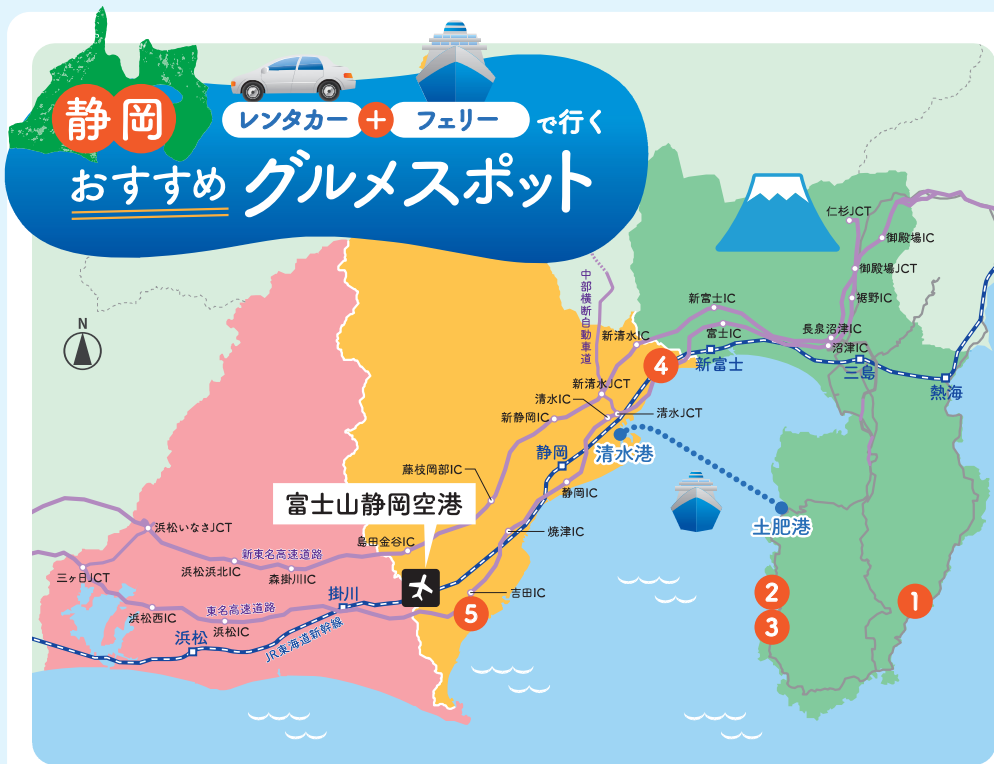 静岡
レンタカー + フェリー で行く
おすすめ グルメスポット
N
中部横断自動車道
仁杉JCT
御殿場IC
御殿場JCT
裾野IC
新富士IC
富士IC
長泉沼津IC
沼津IC
新清水IC
4
新富士
三島
熱海
新清水JCT
清水IC
清水JCT
新静岡IC
静岡
清水港
藤枝岡部IC
静岡IC
富士山静岡空港
土肥港
焼津IC
島田金谷IC
浜松いなさJCT
新東名高速道路
浜松浜北IC
森掛川IC
三ヶ日JCT
掛川
吉田IC
5
2
3
1
浜松西IC
東名高速道路
浜松IC
浜松
JR東海道新幹線